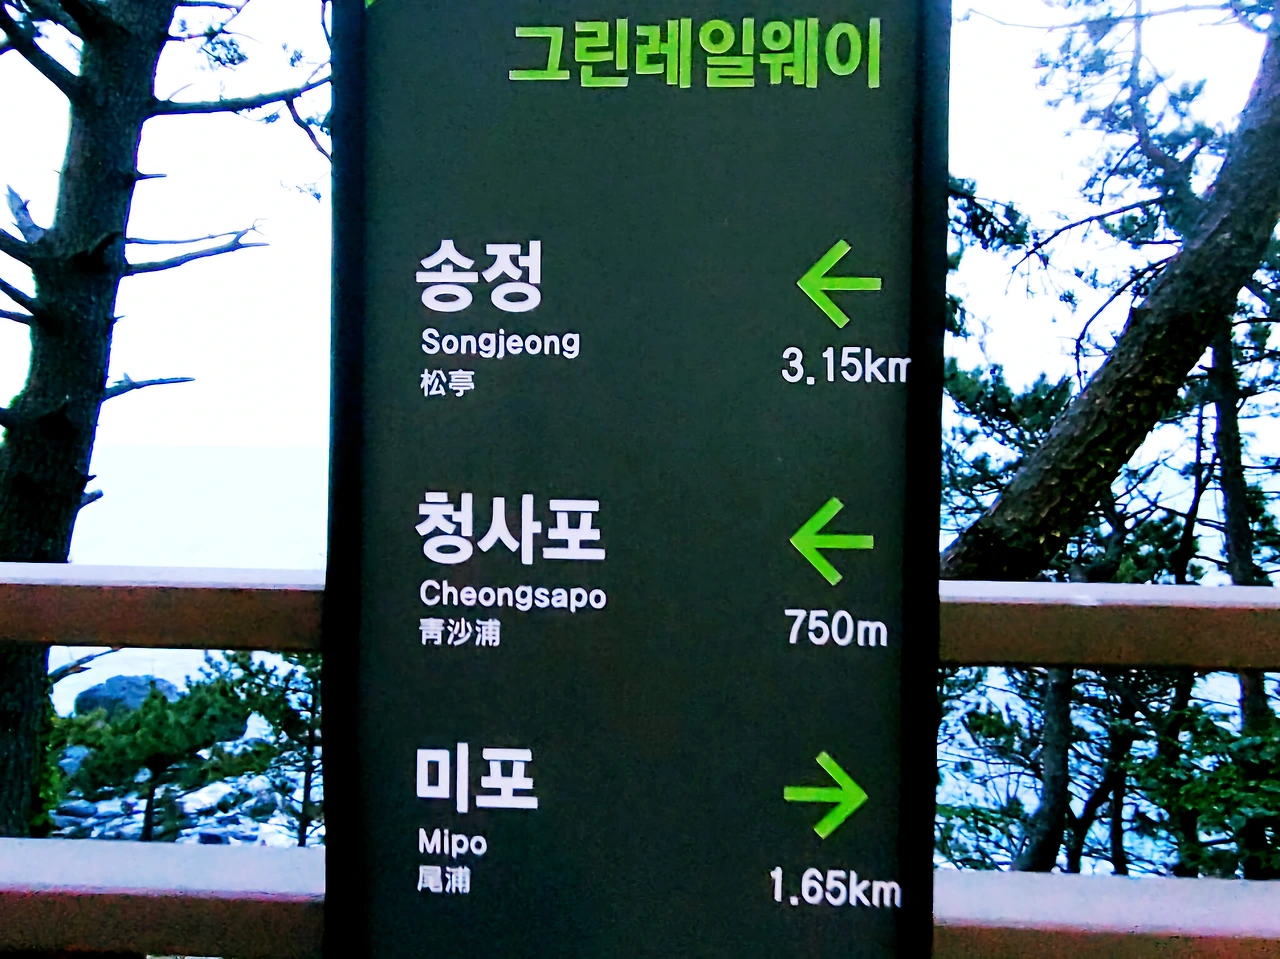 그린레일웨이
송정
Songjeong
松亭
3.15km
청사포
Cheongsapo
青沙浦
750m
미포
Mipo
尾浦
1.65km